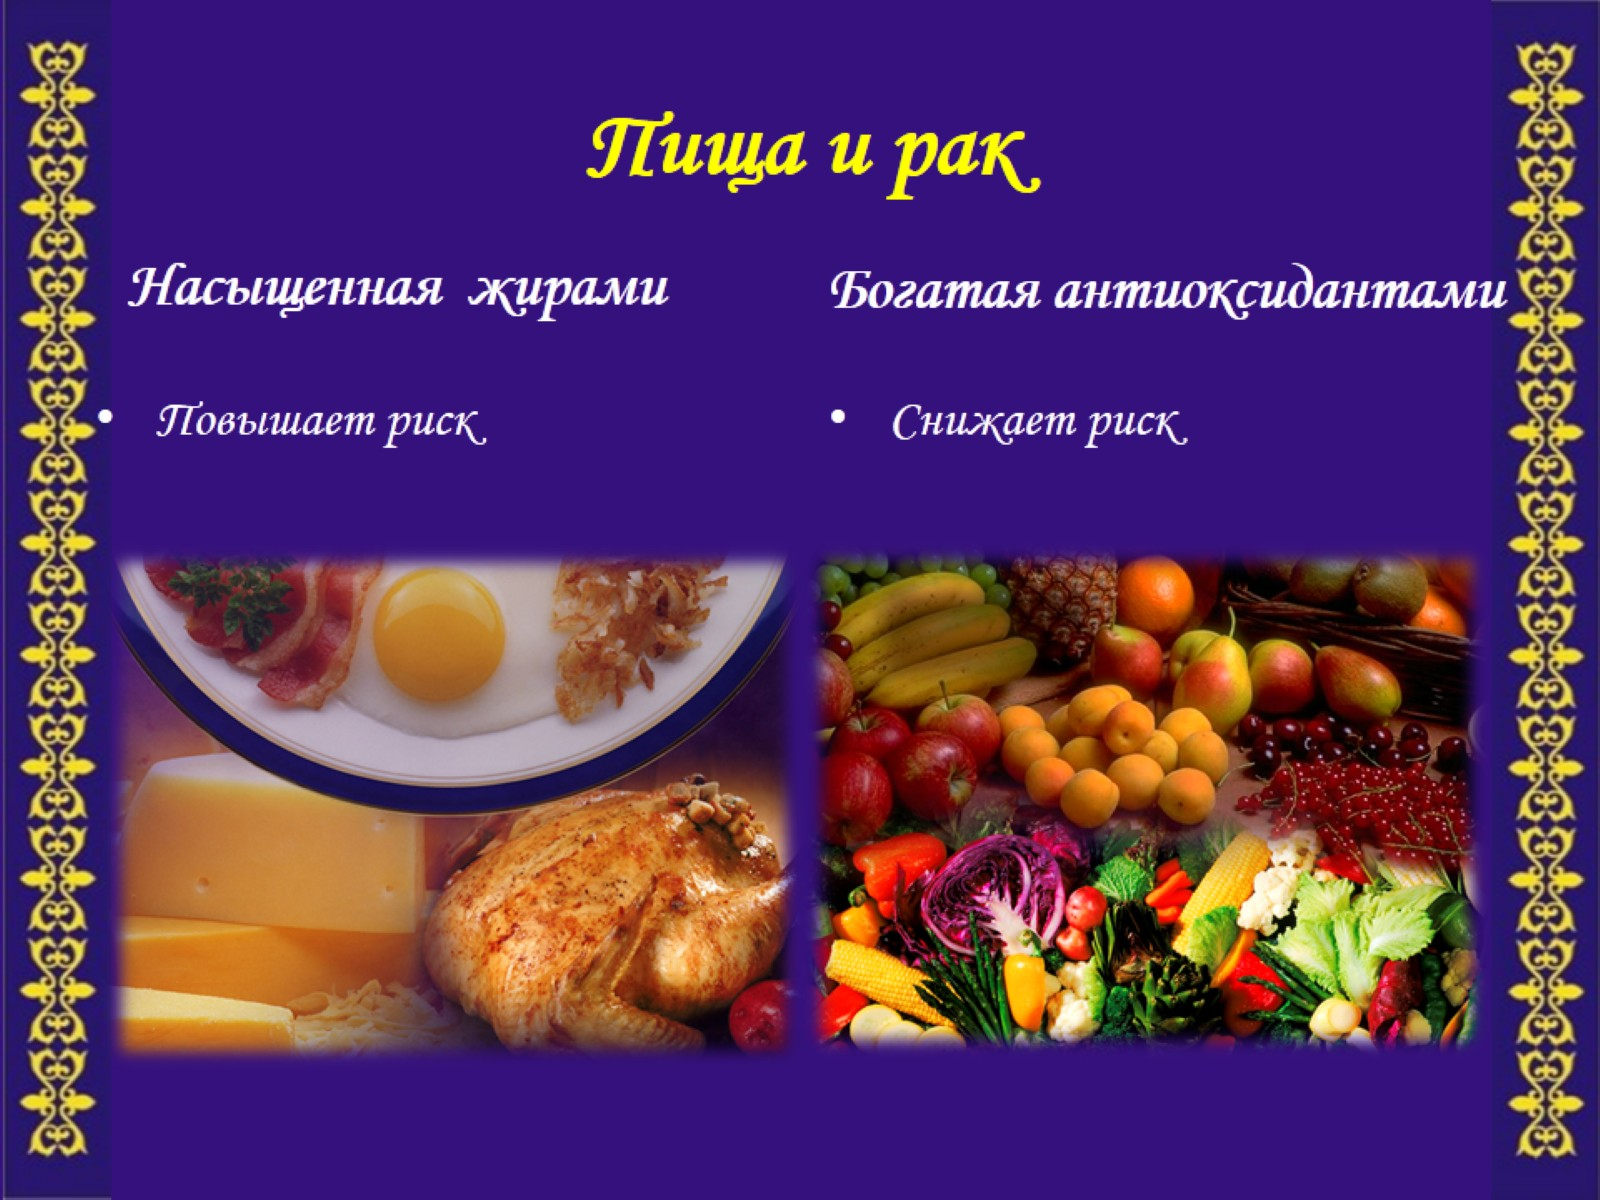 Пища и рак
Насыщенная жирами
Богатая антиоксидантами
• Повышает риск
• Снижает риск